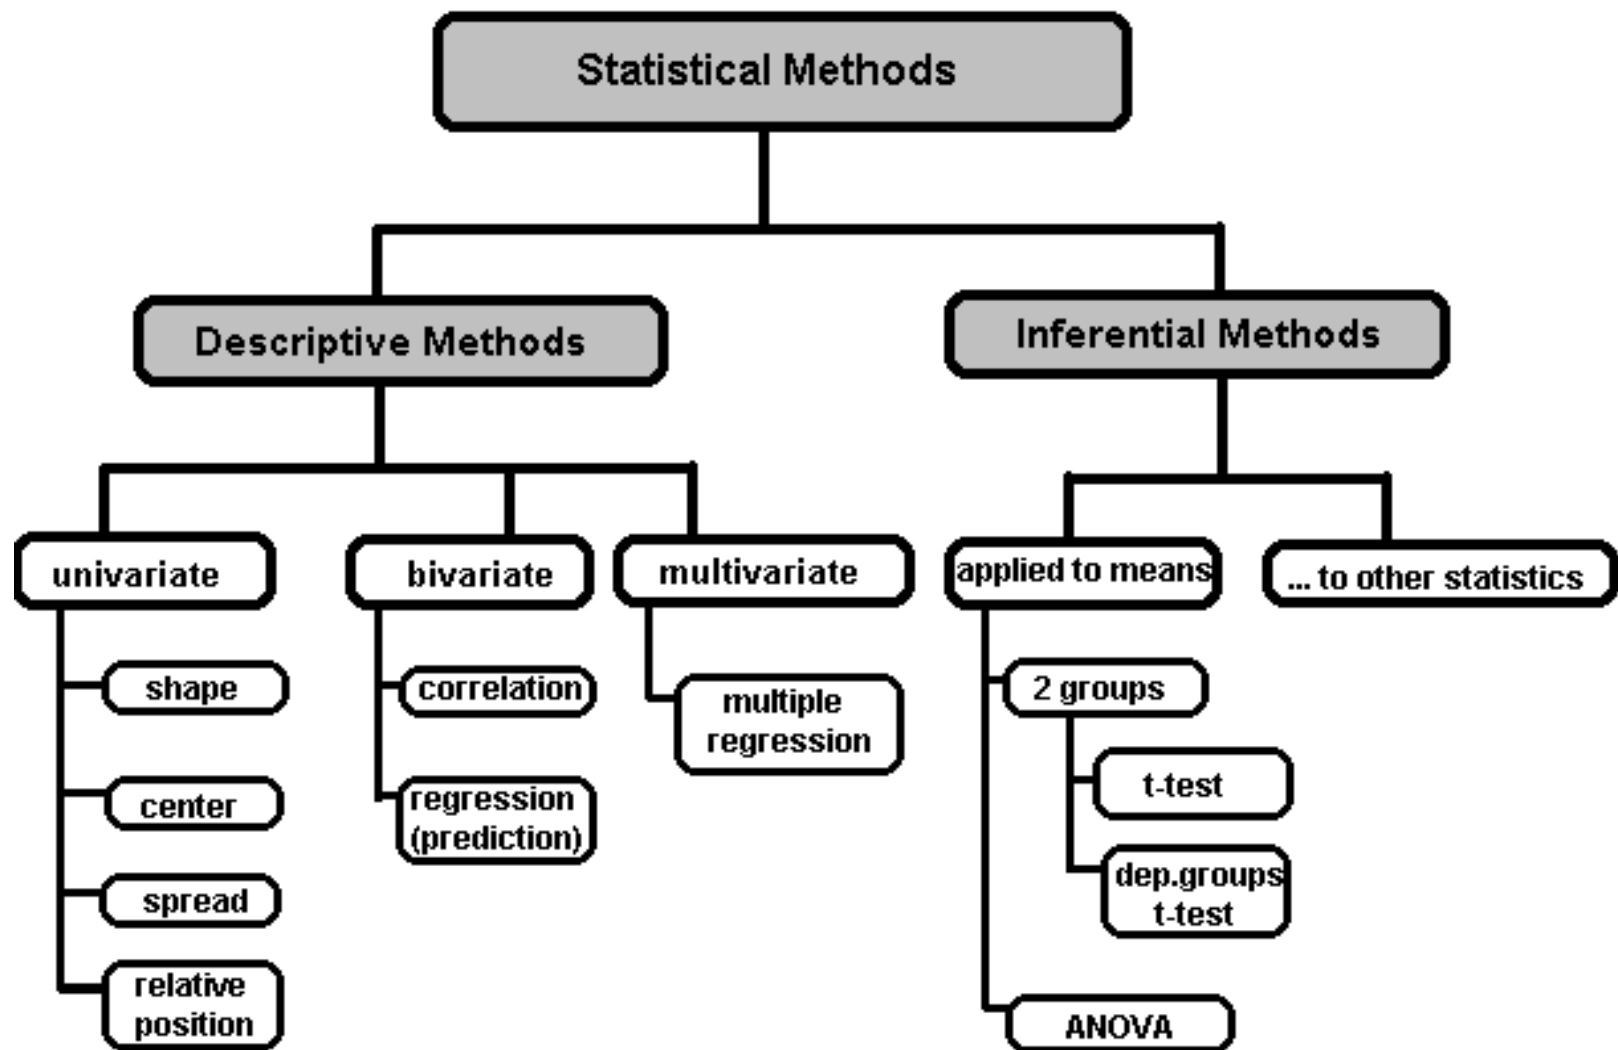 Statistical Methods
Descriptive Methods
Inferential Methods
univariate
bivariate
multivariate
applied to means
... to other statistics
shape
center
spread
relative
position
correlation
regression
(prediction)
multiple
regression
2 groups
t-test
dep.groups
t-test
ANOVA